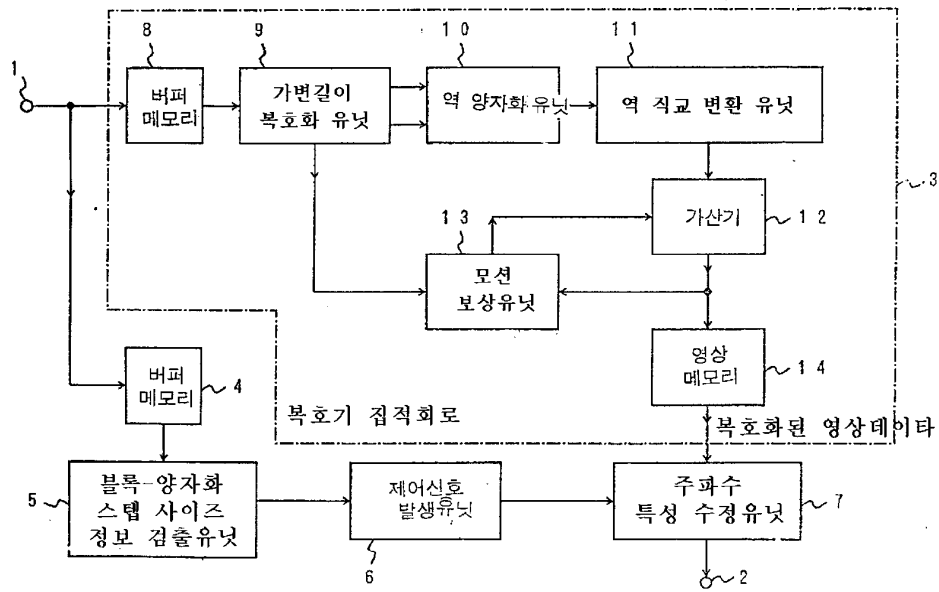 8
9
10
11
1
버퍼
메모리
가변길이
복호화 유닛
역 양자화 유닛
역 직교 변환 유닛
3
13
가산기
12
모션
보상유닛
버퍼
메모리
4
영상
메모리
14
복호기 집적회로
복호화된 영상데이타
5
블록-양자화
스텝 사이즈
정보 검출유닛
제어신호
발생유닛
주파수
특성 수정유닛
7
6
2